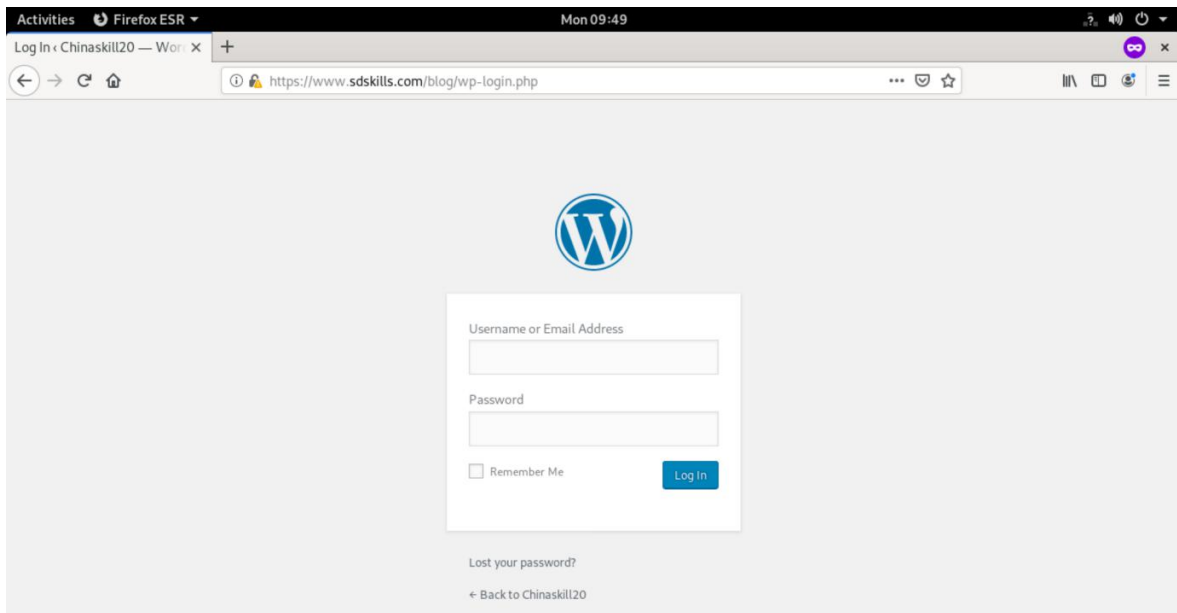 Activities Firefox ESR Mon 09:49
Log In ‹ Chinaskill20 — Wor
https://www.sdskills.com/blog/wp-login.php
Username or Email Address
Password
Remember Me Log In
Lost your password?
← Back to Chinaskill20